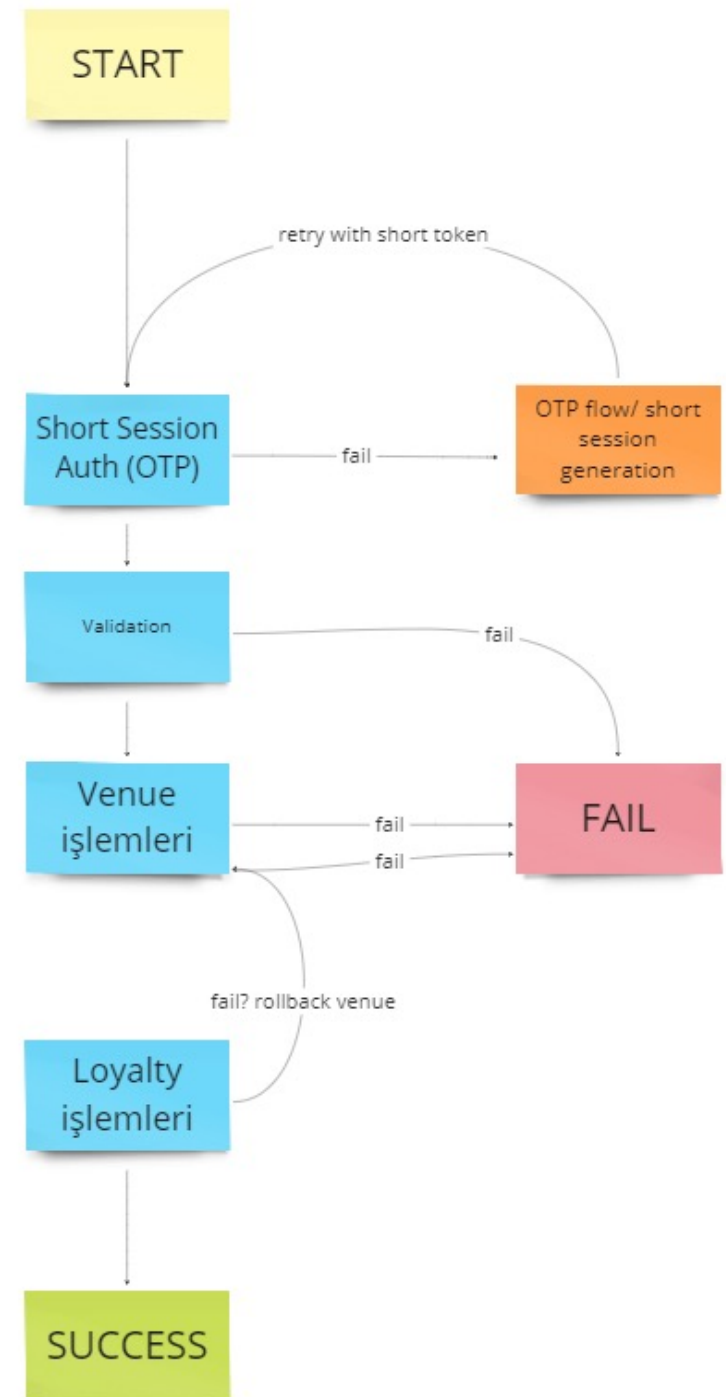 START
retry with short token
Short Session
Auth (OTP)
fail
OTP flow/ short
session
generation
Validation
fail
Venue
işlemleri
fail
fail
FAIL
fail? rollback venue
Loyalty
işlemleri
SUCCESS